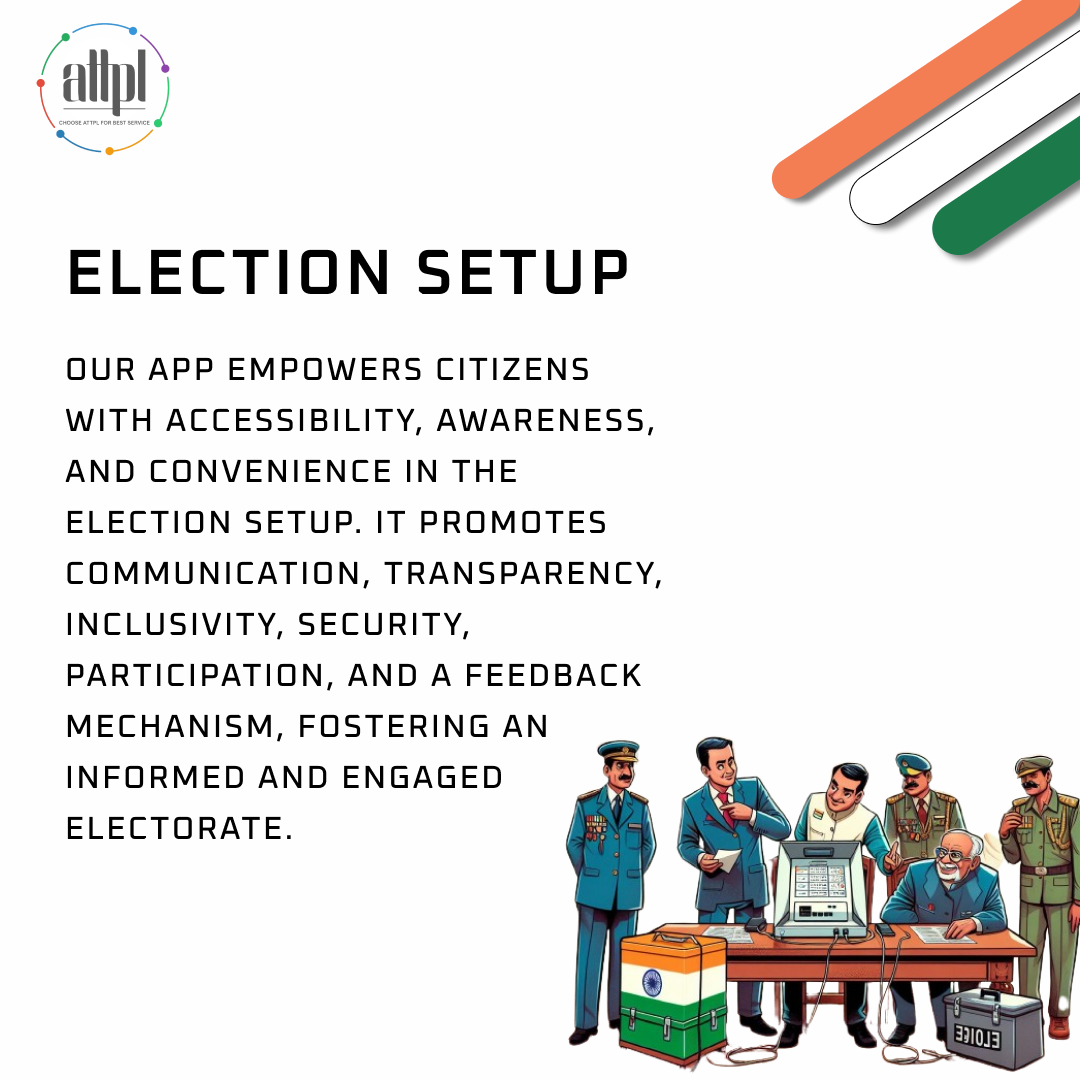 attpl
CHOOSE ATTPL FOR BEST SERVICE
ELECTION SETUP
OUR APP EMPOWERS CITIZENS
WITH ACCESSIBILITY, AWARENESS,
AND CONVENIENCE IN THE
ELECTION SETUP. IT PROMOTES
COMMUNICATION, TRANSPARENCY,
INCLUSIVITY, SECURITY,
PARTICIPATION, AND A FEEDBACK
MECHANISM, FOSTERING AN
INFORMED AND ENGAGED
ELECTORATE.